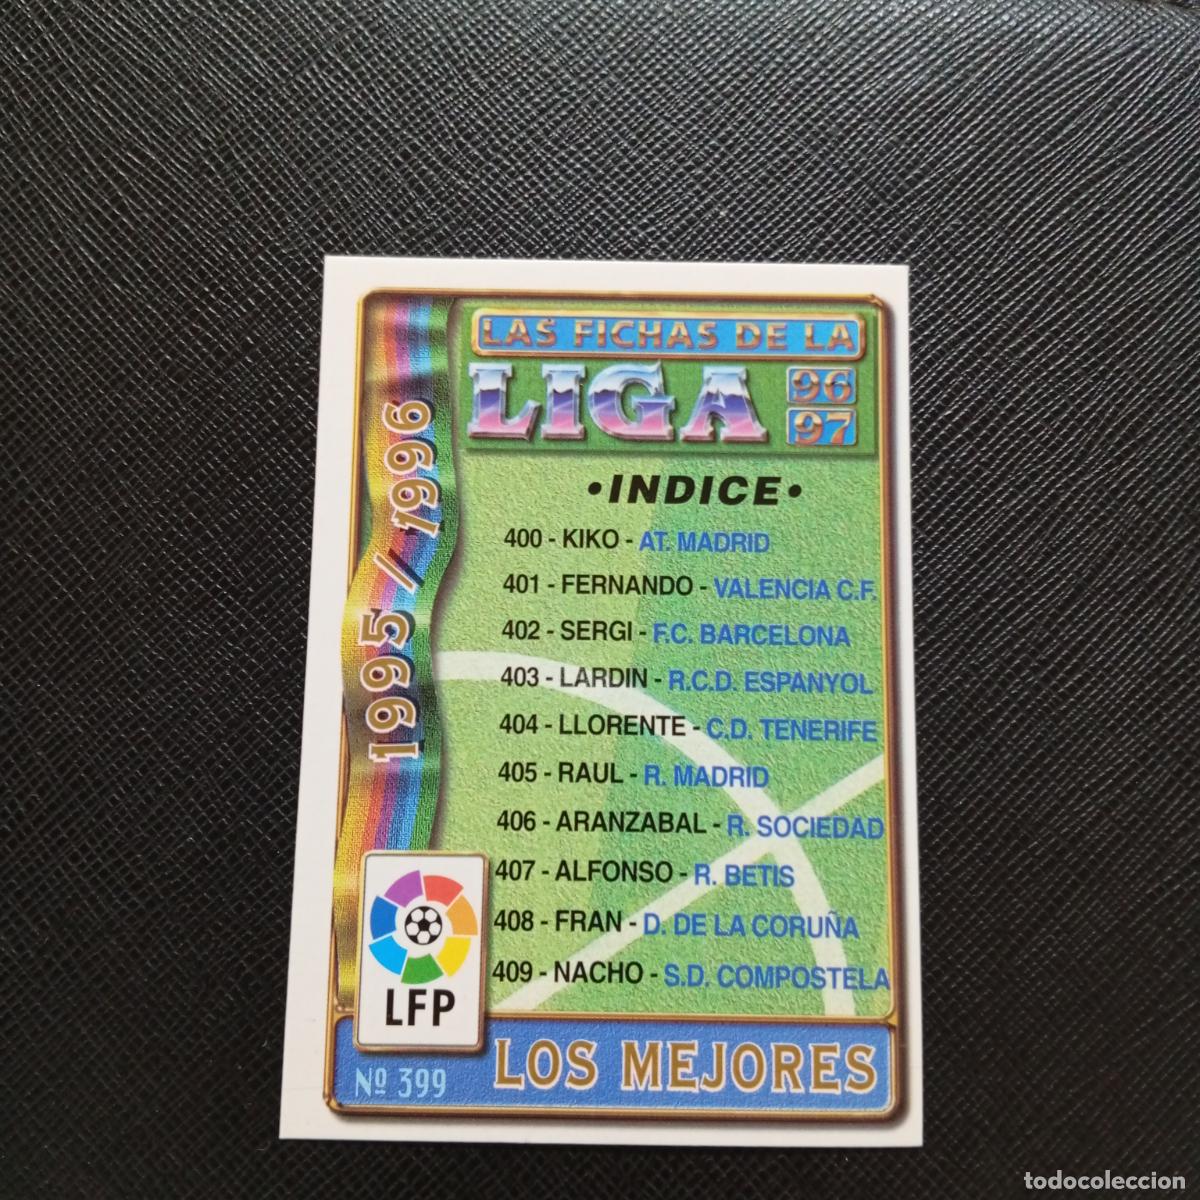 LAS FICHAS DE LA
LIGA 96 97
1995 / 1996
•INDICE•
400 - KIKO - AT. MADRID
401 - FERNANDO - VALENCIA C.F.
402 - SERGI - F.C. BARCELONA
403 - LARDIN - R.C.D. ESPANYOL
404 - LLORENTE - C.D. TENERIFE
405 - RAUL - R. MADRID
406 - ARANZABAL - R. SOCIEDAD
407 - ALFONSO - R. BETIS
408 - FRAN - D. DE LA CORUÑA
409 - NACHO - S.D. COMPOSTELA
LFP
Nº 399
LOS MEJORES
todocoleccion